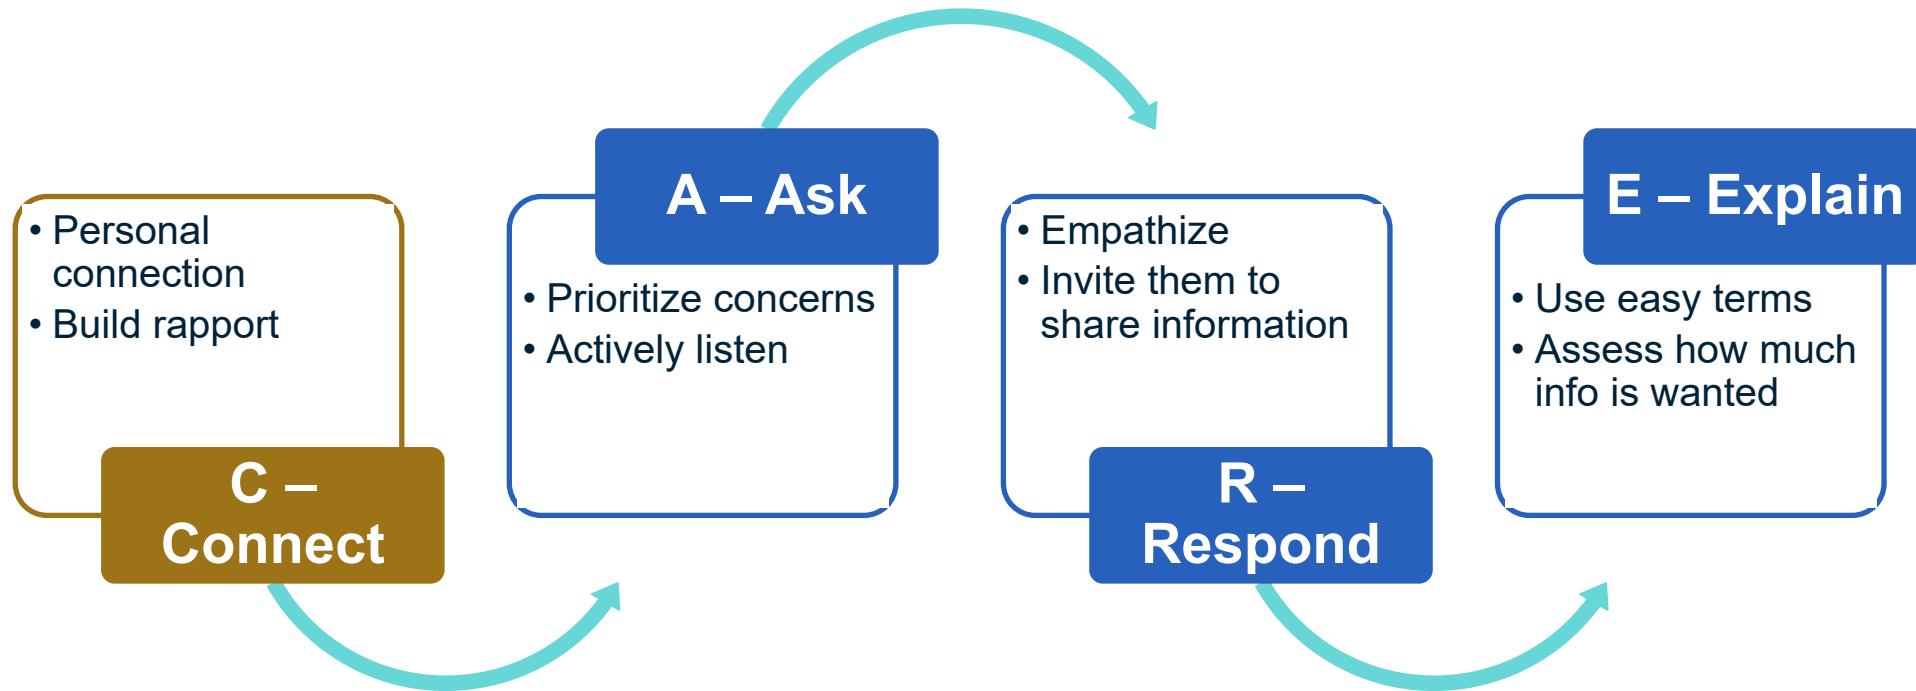 • Personal
connection
• Build rapport
C –
Connect
A – Ask
• Prioritize concerns
• Actively listen
• Empathize
• Invite them to
share information
R –
Respond
E – Explain
• Use easy terms
• Assess how much
info is wanted